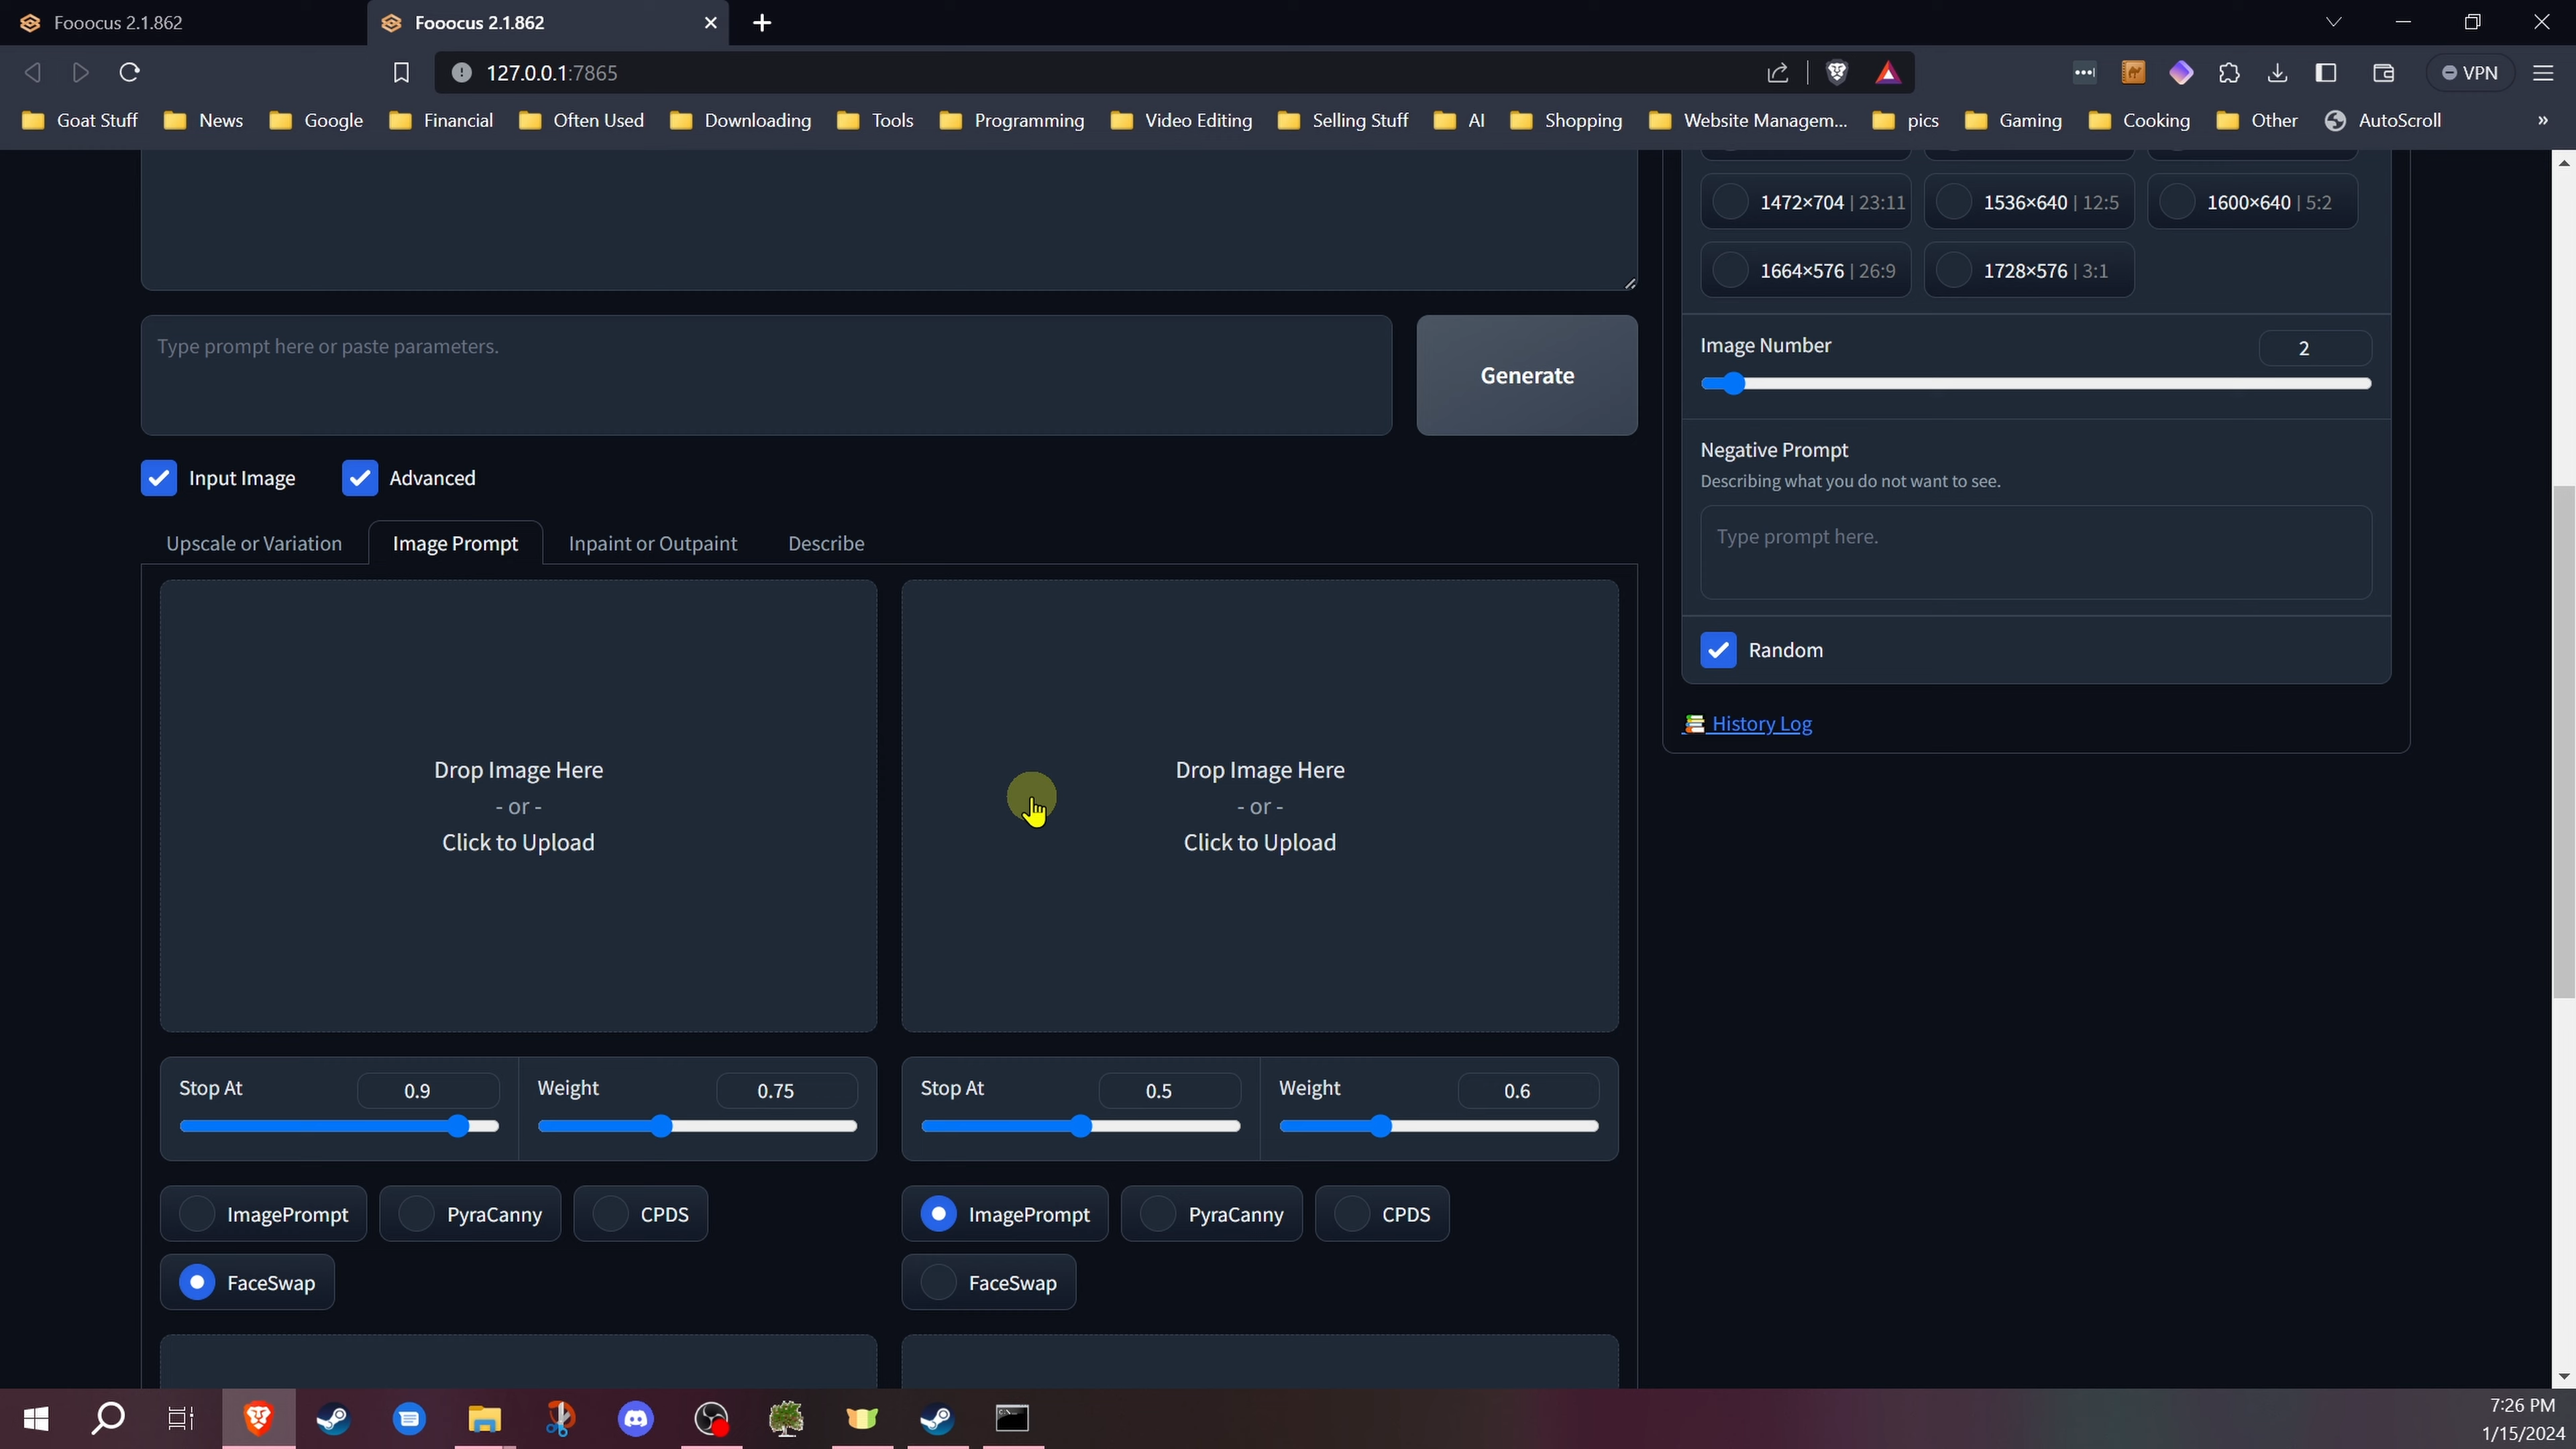 Fooocus 2.1.862
Fooocus 2.1.862
127.0.0.1:7865
VPN
Goat Stuff
News
Google
Financial
Often Used
Downloading
Tools
Programming
Video Editing
Selling Stuff
AI
Shopping
Website Managem...
pics
Gaming
Cooking
Other
AutoScroll
»
1472×704 | 23:11
1536×640 | 12:5
1600×640 | 5:2
1664×576 | 26:9
1728×576 | 3:1
Type prompt here or paste parameters.
Generate
Image Number
2
Negative Prompt
Describing what you do not want to see.
Type prompt here.
Random
History Log
Input Image
Advanced
Upscale or Variation
Image Prompt
Inpaint or Outpaint
Describe
Drop Image Here
- or -
Click to Upload
Drop Image Here
- or -
Click to Upload
Stop At
0.9
Weight
0.75
Stop At
0.5
Weight
0.6
ImagePrompt
PyraCanny
CPDS
FaceSwap
ImagePrompt
PyraCanny
CPDS
FaceSwap
7:26 PM
1/15/2024